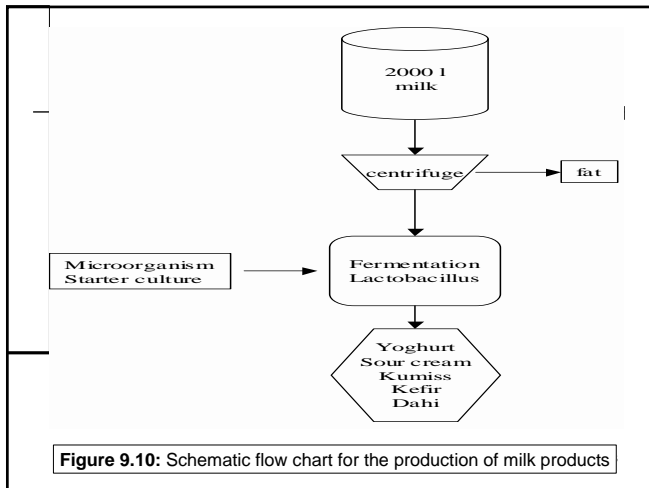 2000 l
milk
centrifuge
fat
Microorganism
Starter culture
Fermentation
Lactobacillus
Yoghurt
Sour cream
Kumiss
Kefir
Dahi
Figure 9.10: Schematic flow chart for the production of milk products